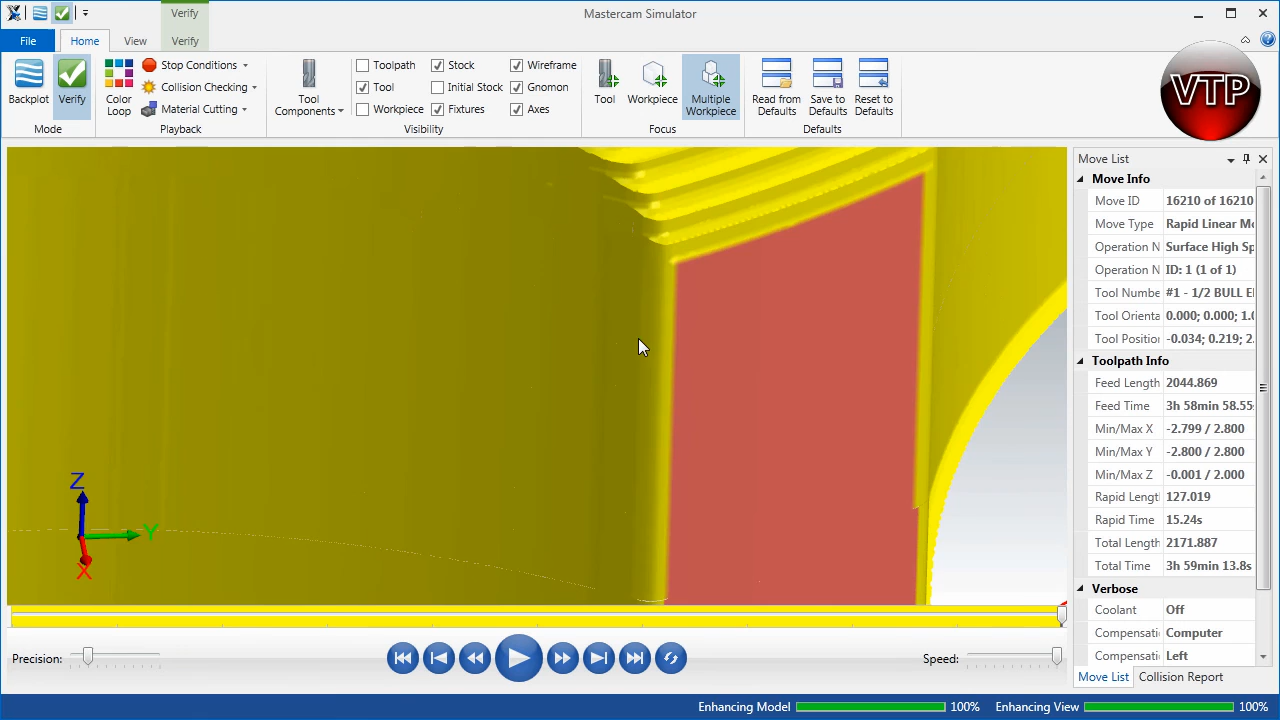 Verify
Mastercam Simulator
File
Home
View
Verify
Backplot
Verify
Mode
Color
Loop
Stop Conditions
Collision Checking
Material Cutting
Playback
Tool
Components
Toolpath
Stock
Wireframe
Tool
Initial Stock
Gnomon
Workpiece
Fixtures
Axes
Visibility
Tool
Workpiece
Multiple
Workpiece
Focus
Read from
Defaults
Save to
Defaults
Reset to
Defaults
Defaults
VTP
Move List
Move Info
Move ID 16210 of 16210
Move Type Rapid Linear Mo
Operation N Surface High Sp
Operation N ID: 1 (1 of 1)
Tool Numbe #1 - 1/2 BULL E
Tool Orienta 0.000; 0.000; 1.0
Tool Position -0.034; 0.219; 2.
Toolpath Info
Feed Length 2044.869
Feed Time 3h 58min 58.55s
Min/Max X -2.799 / 2.800
Min/Max Y -2.800 / 2.800
Min/Max Z -0.001 / 2.000
Rapid Length 127.019
Rapid Time 15.24s
Total Length 2171.887
Total Time 3h 59min 13.8s
Verbose
Coolant Off
Compensati Computer
Compensati Left
Z
Y
X
Precision:
Speed:
Move List
Collision Report
Enhancing Model 100%
Enhancing View 100%